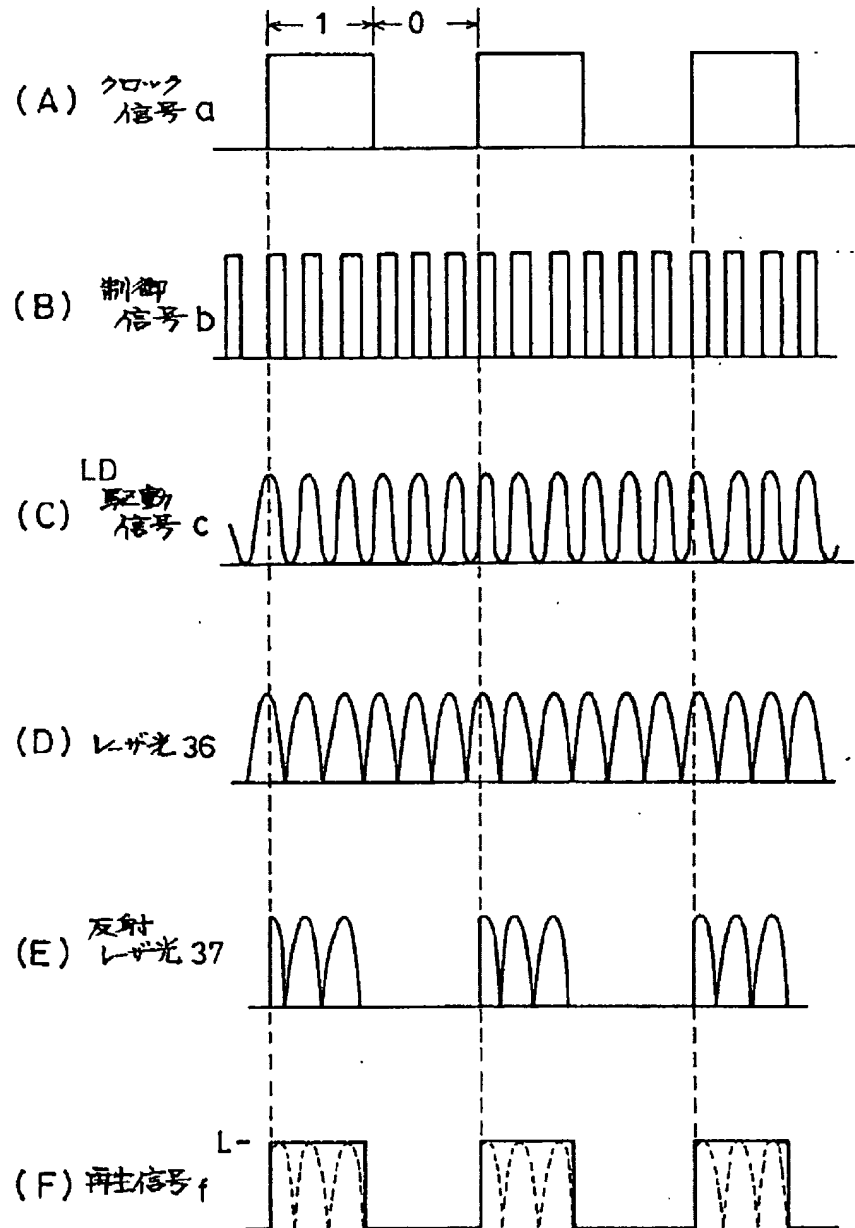 1 0
(A) クロック
信号 a
(B) 制御
信号 b
LD
(C) 駆動
信号 c
(D) レーザ光 36
(E) 反射
レーザ光 37
L
(F) 再生信号 f